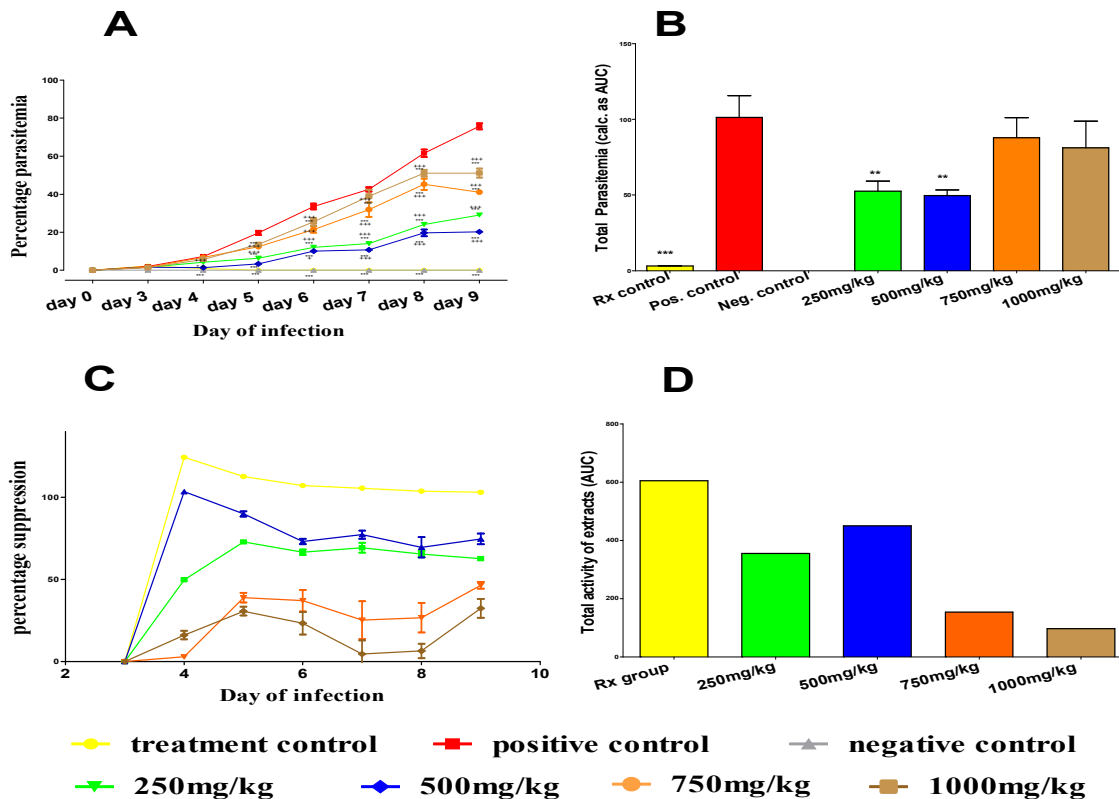 A
B
Percentage parasitemia
100
80
60
40
20
0
day 0 day 3 day 4 day 5 day 6 day 7 day 8 day 9
Day of infection
Total Parasitemia (calc. as AUC)
150
100
50
0
***
**
**
Rx control Pos. control Neg. control 250mg/kg 500mg/kg 750mg/kg 1000mg/kg
C
D
percentage suppression
100
50
0
2 4 6 8 10
Day of infection
Total activity of extracts (AUC)
800
600
400
200
0
Rx group 250mg/kg 500mg/kg 750mg/kg 1000mg/kg
treatment control positive control negative control
250mg/kg 500mg/kg 750mg/kg 1000mg/kg